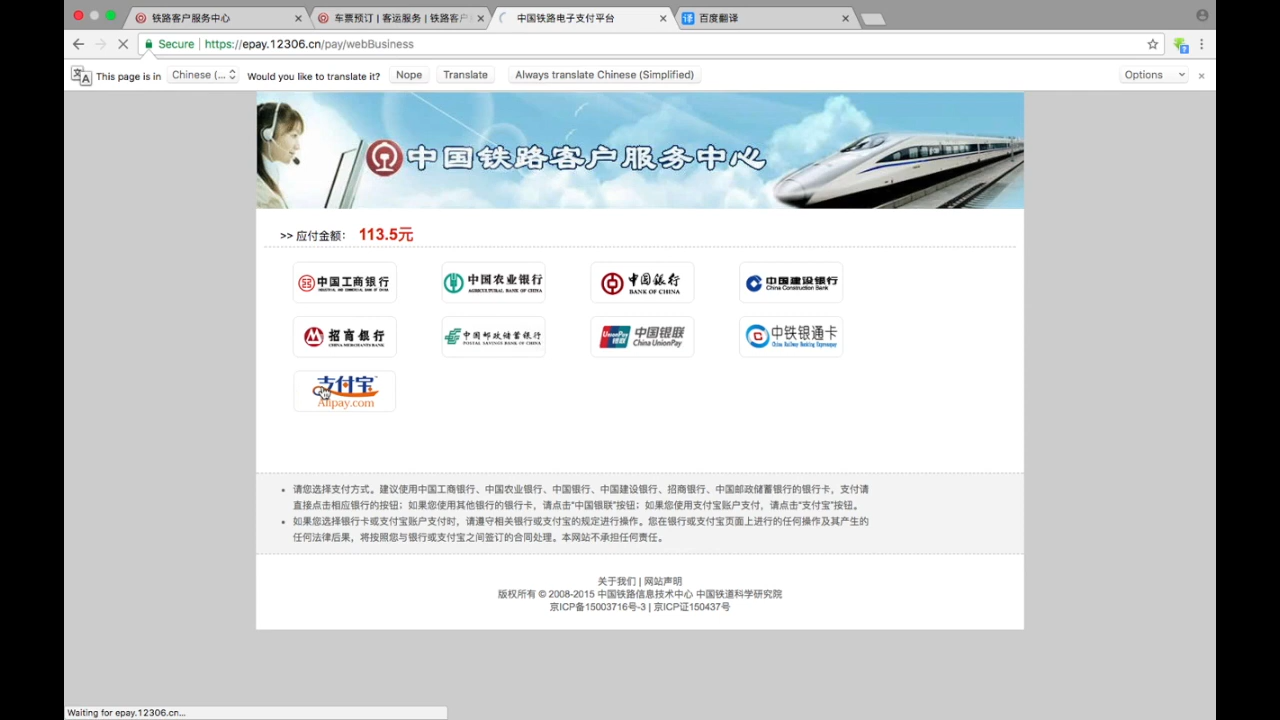 铁路客户服务中心
车票预订 | 客运服务 | 铁路客户
中国铁路电子支付平台
百度翻译
Secure | https://epay.12306.cn/pay/webBusiness
This page is in Chinese (... Would you like to translate it? Nope Translate Always translate Chinese (Simplified) Options
中国铁路客户服务中心
>> 应付金额： 113.5元
中国工商银行
INDUSTRIAL AND COMMERCIAL BANK OF CHINA
中国农业银行
AGRICULTURAL BANK OF CHINA
中国银行
BANK OF CHINA
中国建设银行
China Construction Bank
招商银行
CHINA MERCHANTS BANK
中国邮政储蓄银行
POSTAL SAVINGS BANK OF CHINA
UnionPay
银联
中国银联
China UnionPay
中铁银通卡
China Railway Banking Expresspay
支付宝
Alipay.com
• 请您选择支付方式。建议使用中国工商银行、中国农业银行、中国银行、中国建设银行、招商银行、中国邮政储蓄银行的银行卡，支付请
直接点击相应银行的按钮；如果您使用其他银行的银行卡，请点击“中国银联”按钮；如果您使用支付宝账户支付，请点击“支付宝”按钮。
• 如果您选择银行卡或支付宝账户支付时，请遵守相关银行或支付宝的规定进行操作。您在银行或支付宝页面上进行的任何操作及其产生的
任何法律后果，将按照您与银行或支付宝之间签订的合同处理。本网站不承担任何责任。
关于我们 | 网站声明
版权所有 © 2008-2015 中国铁路信息技术中心 中国铁道科学研究院
京ICP备15003716号-3 | 京ICP证150437号
Waiting for epay.12306.cn...